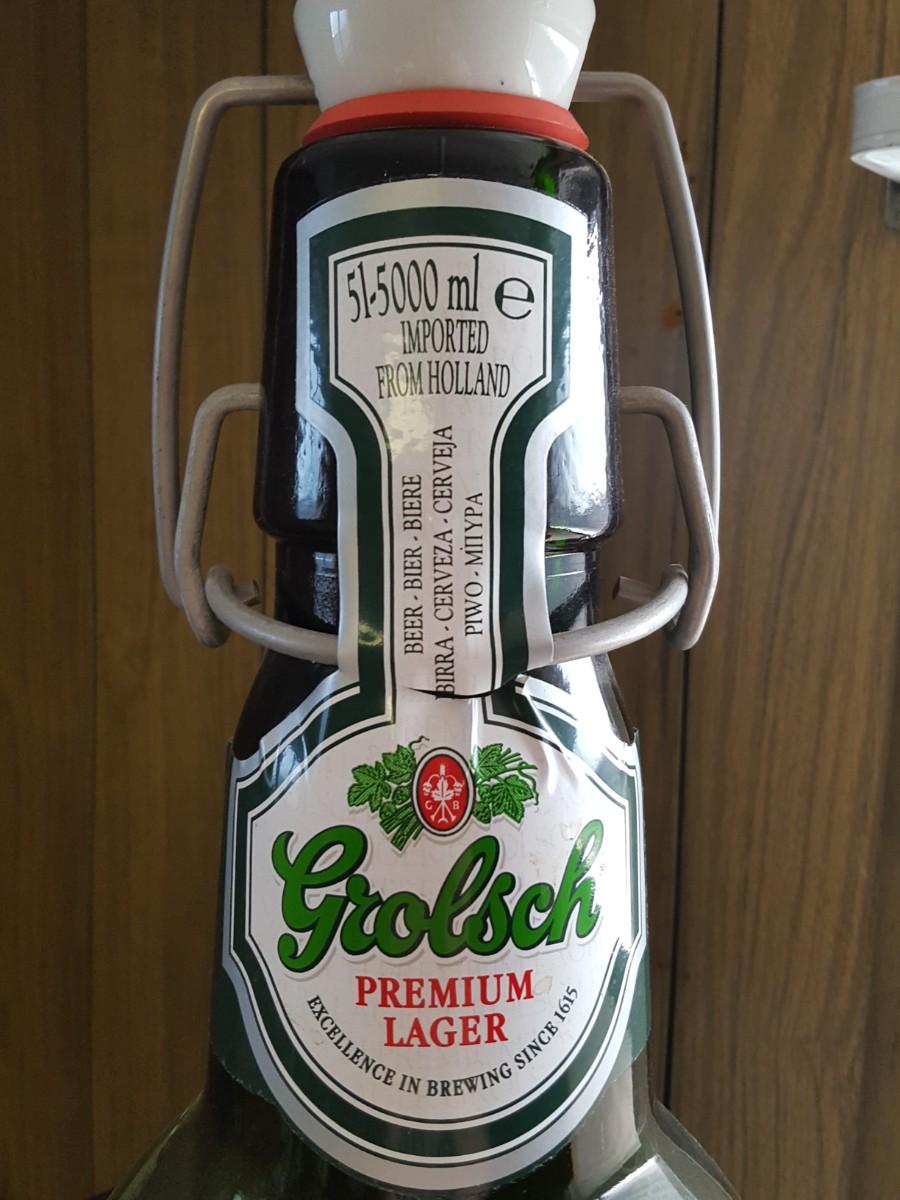 5l-5000 ml ℮
IMPORTED
FROM HOLLAND
BEER - BIER - BIERE
BIRRA - CERVEZA - CERVEJA
PIWO - MΠYPA
G B
Grolsch
PREMIUM
LAGER
EXCELLENCE IN BREWING SINCE 1615